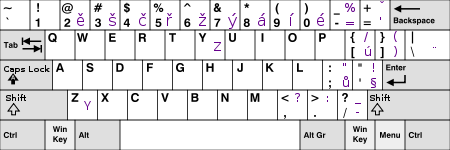 ~ ! @ # $ % ^ & * ( ) _ % + ˇ Backspace
` 1 2 ě 3 š 4 č 5 ř 6 ž 7 ý 8 á 9 í 0 é - = = ´
Tab Q W E R T Y Z U I O P { / } ( |
[ ú ] ) \ ¨
Caps Lock A S D F G H J K L : " " ! Enter
; ů ' §
Shift Z Y X C V B N M < ? > : ? _ Shift
, . / -
Ctrl Win Key Alt Alt Gr Win Key Menu Ctrl